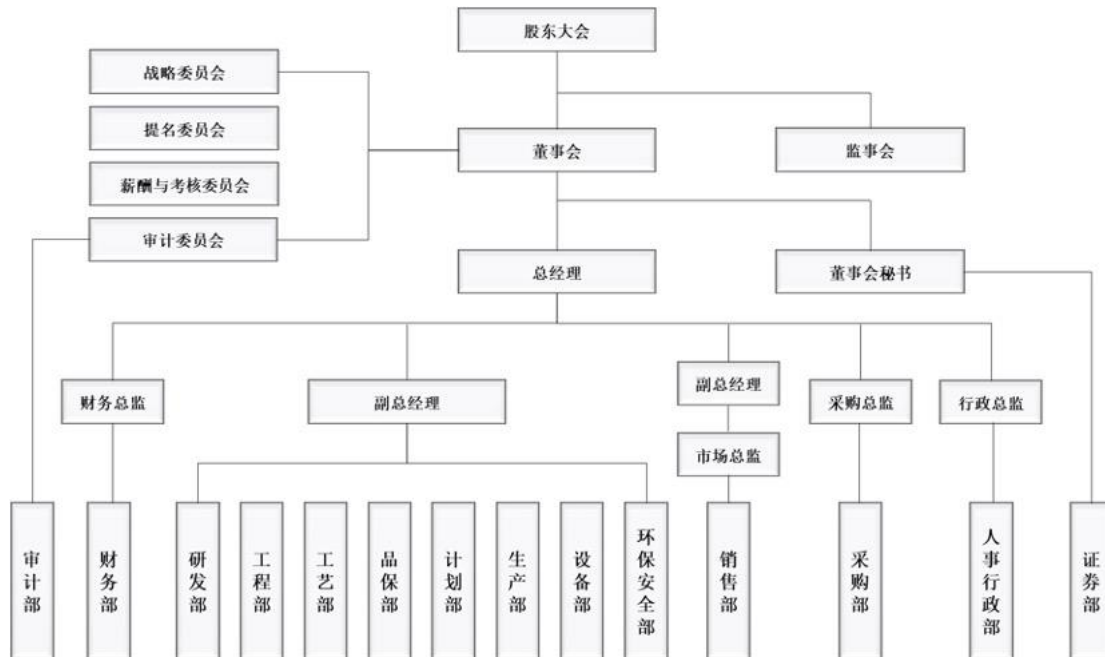 股东大会
战略委员会
提名委员会
董事会
监事会
薪酬与考核委员会
审计委员会
总经理
董事会秘书
财务总监
副总经理
副总经理
采购总监
行政总监
市场总监
审计部
财务部
研发部
工程部
工艺部
品保部
计划部
生产部
设备部
环保安全部
销售部
采购部
人事行政部
证券部